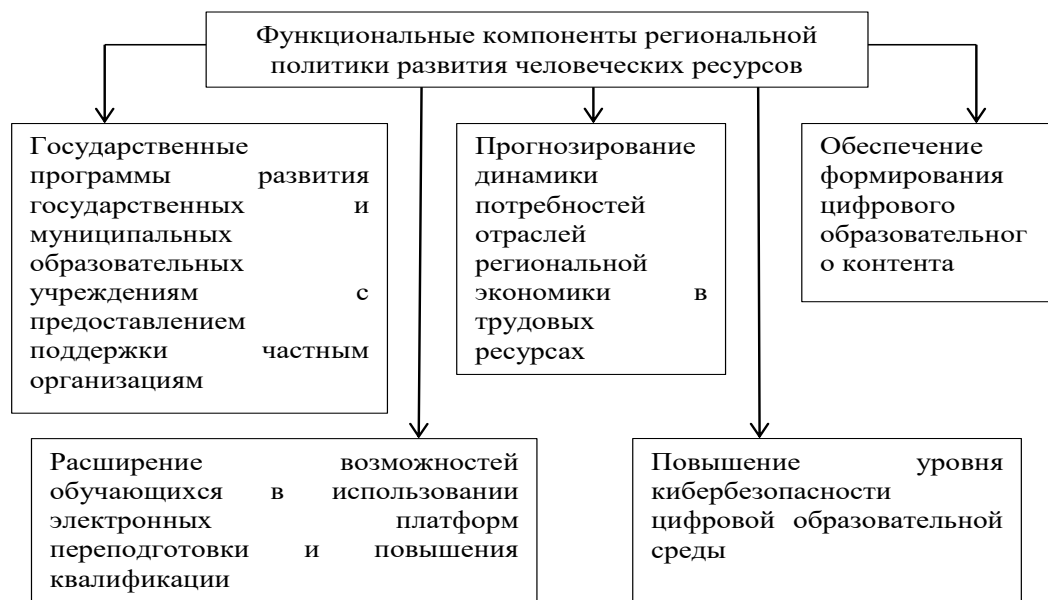 Функциональные компоненты региональной
политики развития человеческих ресурсов
Государственные
программы развития
государственных и
муниципальных
образовательных
учреждениям с
предоставлением
поддержки частным
организациям
Прогнозирование
динамики
потребностей
отраслей
региональной
экономики в
трудовых
ресурсах
Обеспечение
формирования
цифрового
образовательног
о контента
Расширение возможностей
обучающихся в использовании
электронных платформ
переподготовки и повышения
квалификации
Повышение уровня
кибербезопасности
цифровой образовательной
среды